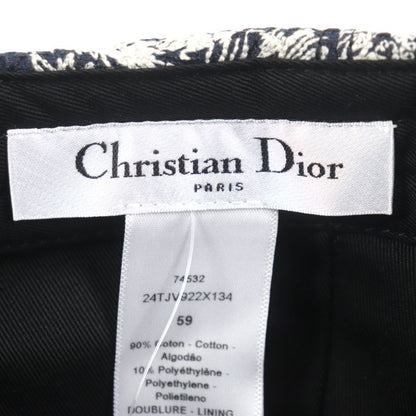 Christian Dior
PARIS
74532
24TJV922X134
59
90% Coton - Cotton -
Algodão
10% Polyéthylène -
Polyethylene -
Polietileno
DOUBLURE - LINING